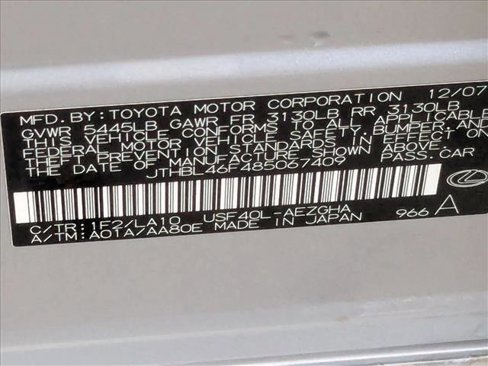 MFD.BY:TOYOTA MOTOR CORPORATION 12/07
GVWR 5445LB GAWR FR 3130LB RR 3130LB
THIS VEHICLE CONFORMS TO ALL APPLICABLE
FEDERAL MOTOR VEHICLE SAFETY, BUMPER, AND
THEFT PREVENTION STANDARDS IN EFFECT ON
THE DATE OF MANUFACTURE SHOWN ABOVE.
JTHBL46F485067409 PASS.CAR
C/TR:1F2/LA10 USF40L-AEZGHA
A/TM:A01A/AA80E MADE IN JAPAN 966 A